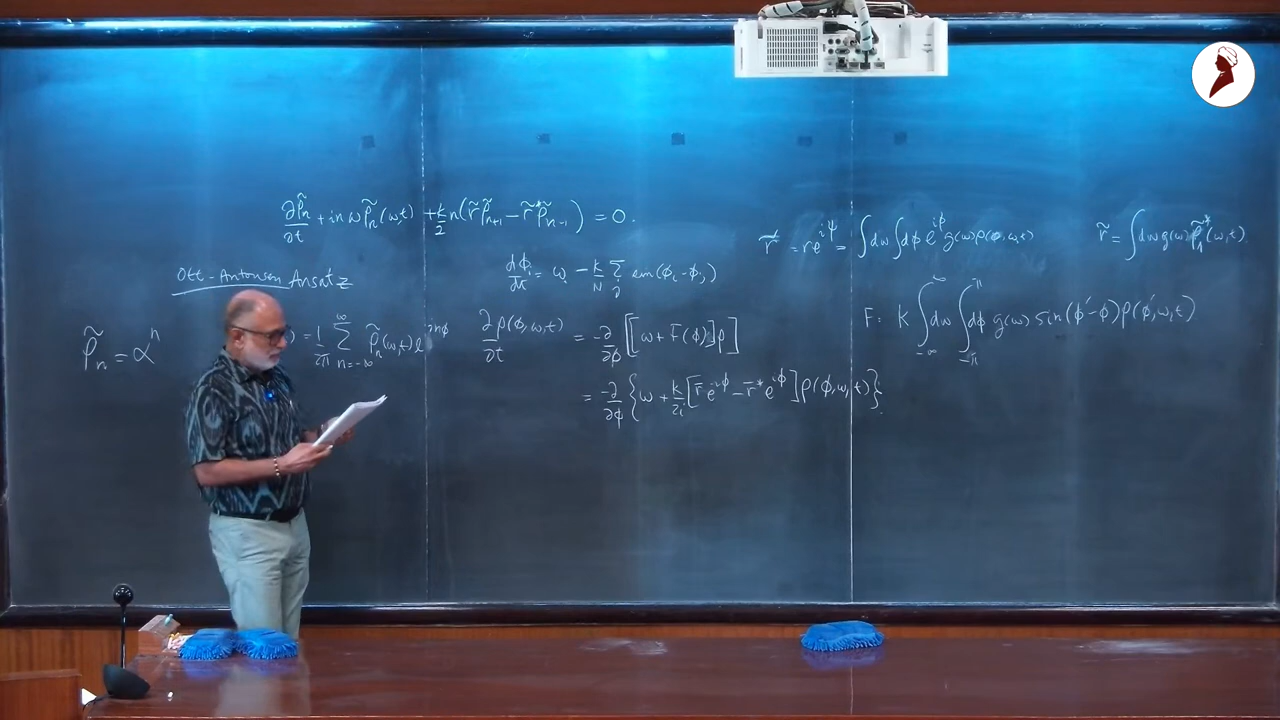 ∂ρ̃ₙ/∂t + inωρ̃ₙ(ω,t) + K/2 n(r̃ρ̃ₙ₊₁ − r̃*ρ̃ₙ₋₁) = 0.
r̃ = re^{iψ} = ∫dω∫dϕ e^{iϕ} g(ω)ρ(ϕ,ω,t)
r̃ = ∫dω g(ω)ρ̃₁*(ω,t)
Ott-Antonsen Ansatz
dϕᵢ/dt = ωᵢ − K/N Σⱼ sin(ϕᵢ−ϕⱼ)
F: K ∫_{−∞}^{∞} dω ∫_{−π}^{π} dϕ′ g(ω) sin(ϕ′−ϕ)ρ(ϕ′,ω,t)
ρ̃ₙ = αⁿ
) = 1/2π Σ_{n=−∞}^{∞} ρ̃ₙ(ω,t)e^{inϕ}
∂ρ(ϕ,ω,t)/∂t = −∂/∂ϕ [[ω + F(ϕ)]ρ]
= −∂/∂ϕ {ω + K/2i [r̃e^{−iϕ} − r̃*e^{iϕ}]ρ(ϕ,ω,t)}.